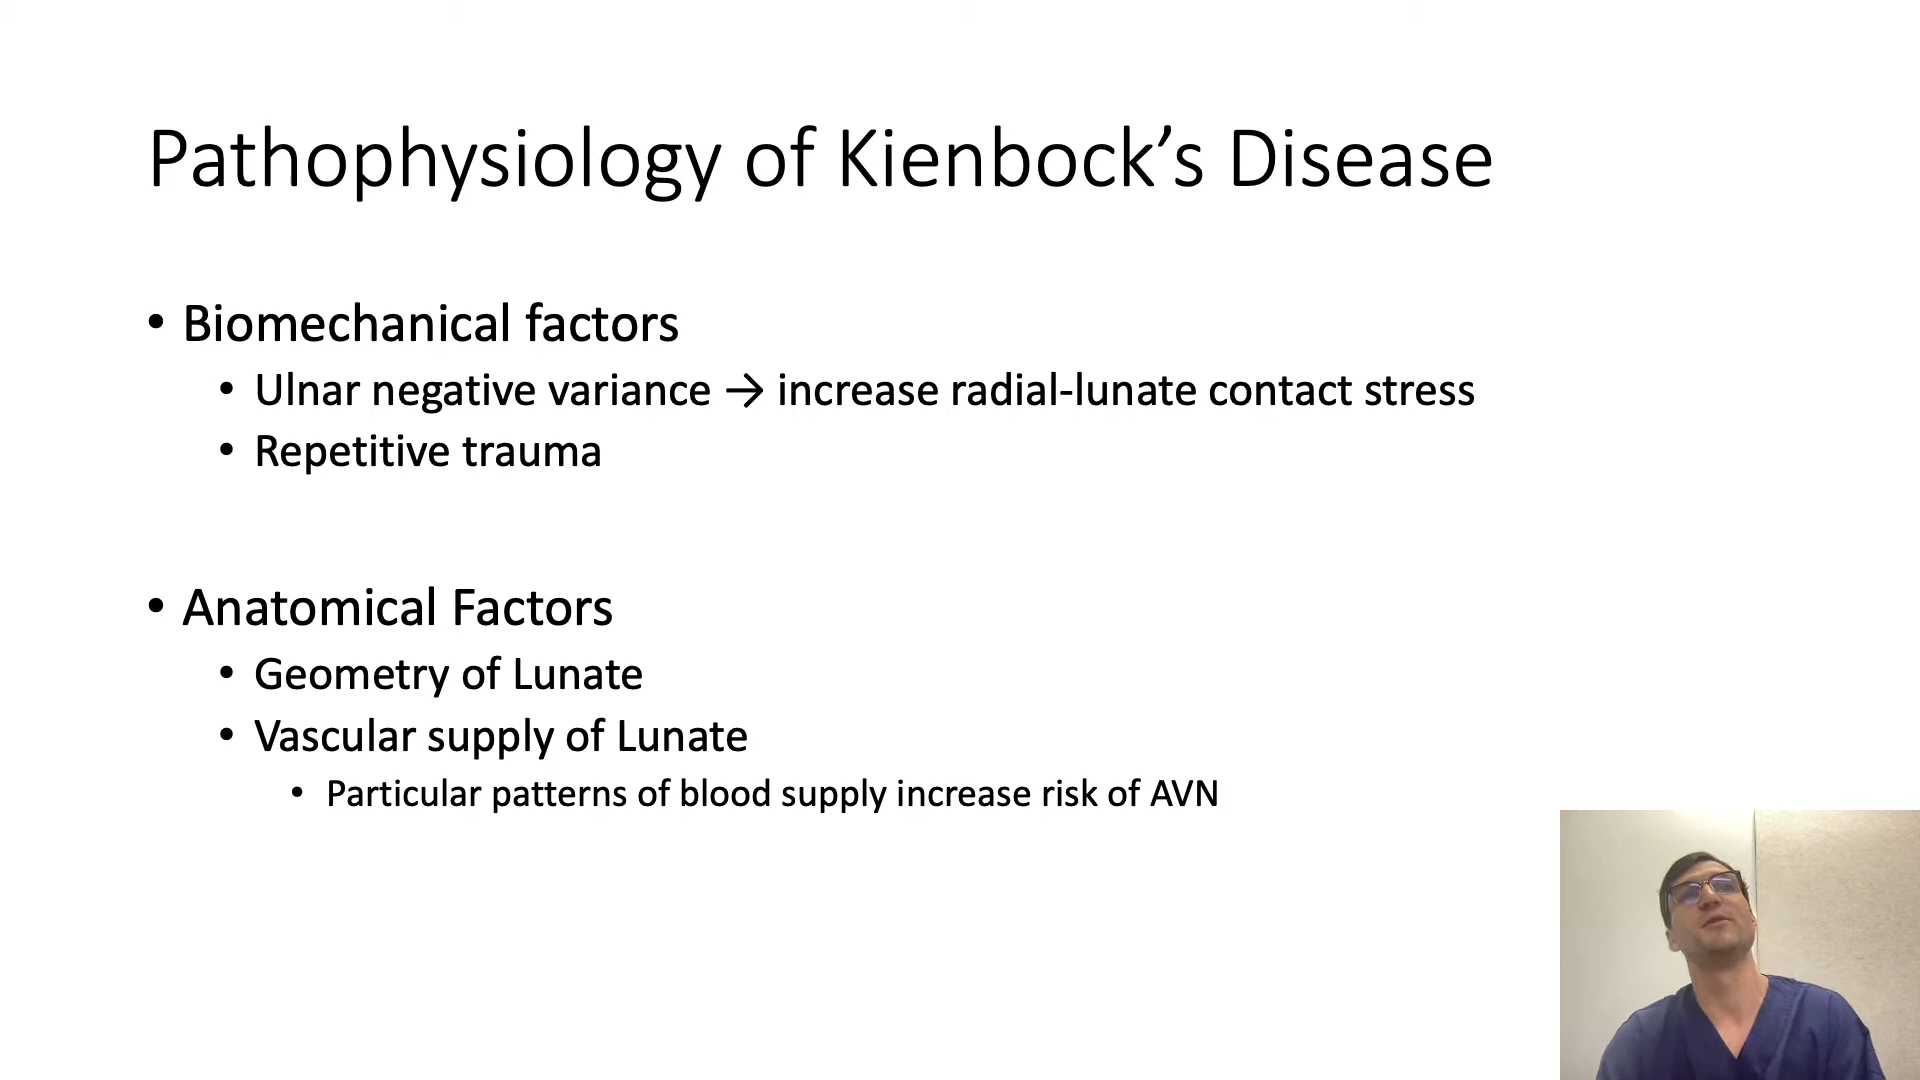 Pathophysiology of Kienbock’s Disease
• Biomechanical factors
• Ulnar negative variance → increase radial-lunate contact stress
• Repetitive trauma
• Anatomical Factors
• Geometry of Lunate
• Vascular supply of Lunate
• Particular patterns of blood supply increase risk of AVN